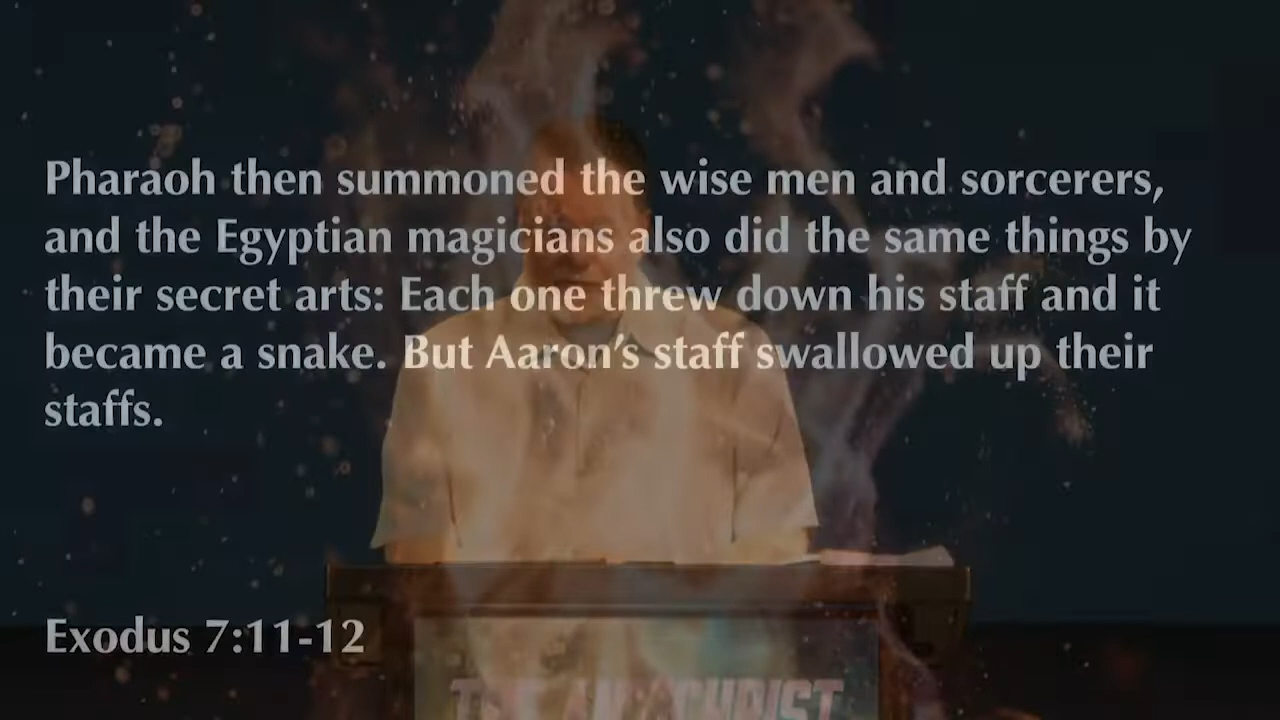 Pharaoh then summoned the wise men and sorcerers,
and the Egyptian magicians also did the same things by
their secret arts: Each one threw down his staff and it
became a snake. But Aaron’s staff swallowed up their
staffs.
Exodus 7:11-12
THE ANTICHRIST